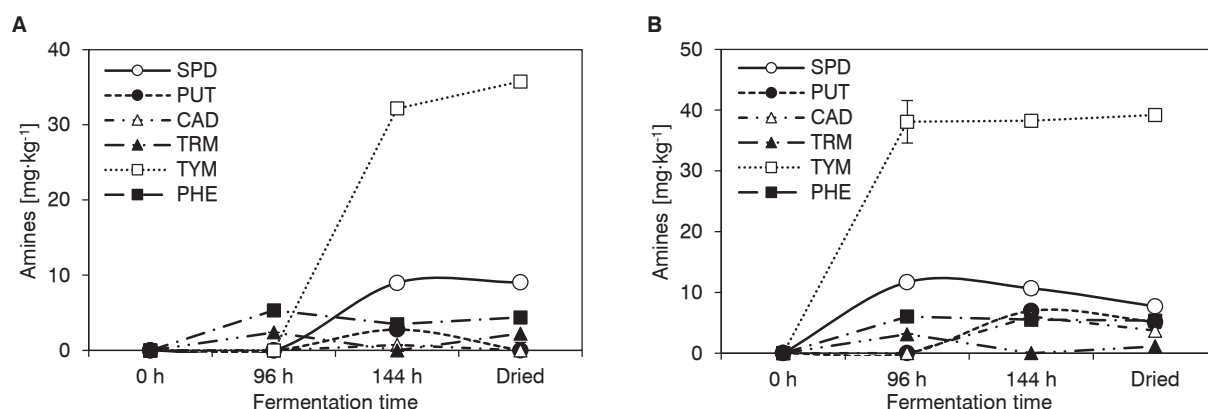 A
40
30
20
10
0
Amines [mg·kg⁻¹]
SPD
PUT
CAD
TRM
TYM
PHE
0 h 96 h 144 h Dried
Fermentation time
B
50
40
30
20
10
0
Amines [mg·kg⁻¹]
SPD
PUT
CAD
TRM
TYM
PHE
0 h 96 h 144 h Dried
Fermentation time